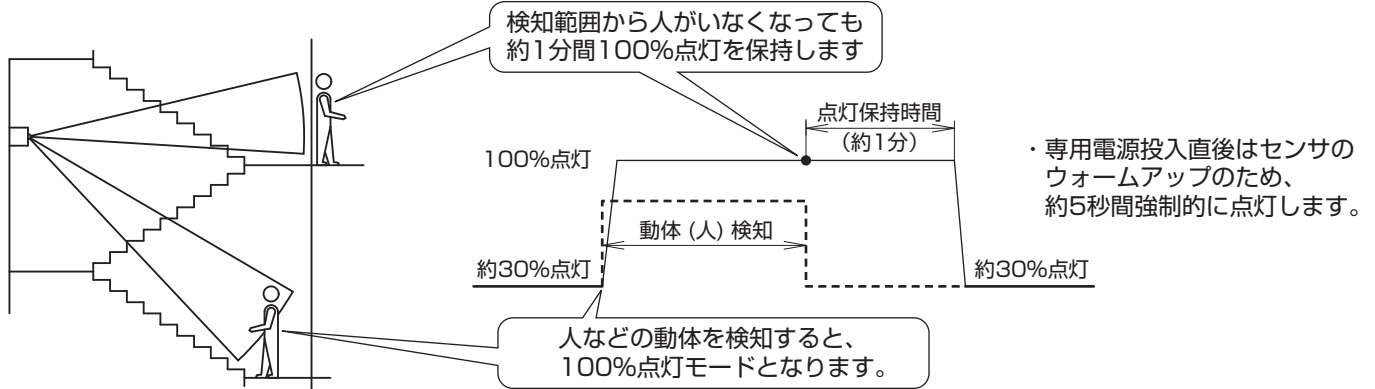 検知範囲から人がいなくなっても
約1分間100%点灯を保持します
点灯保持時間
(約1分)
100%点灯
・専用電源投入直後はセンサの
ウォームアップのため、
約5秒間強制的に点灯します。
動体 (人) 検知
約30%点灯
約30%点灯
人などの動体を検知すると、
100%点灯モードとなります。